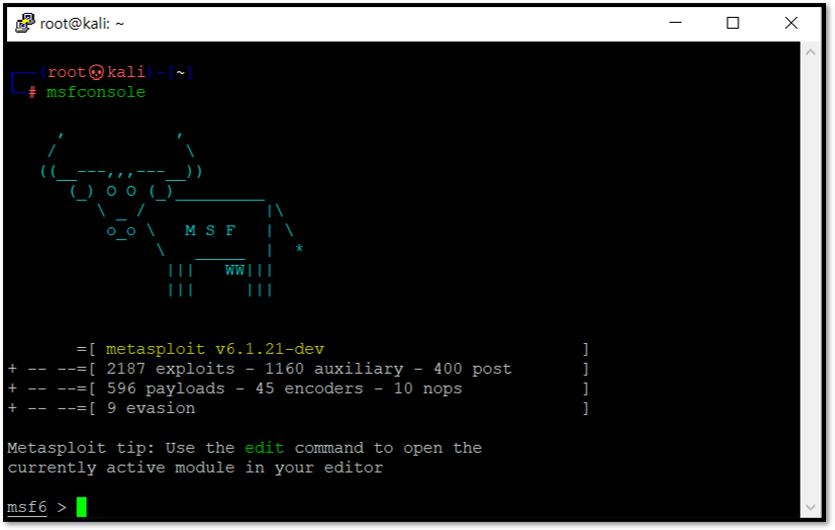 root@kali: ~
┌──(root💀kali)-[~]
└─# msfconsole
     ,           ,
    /             \
   ((__---,,,---__))
      (_) O O (_)_________
         \ _ /            |\
          o_o \   M S F   | \
               \   _____  |  *
                |||   WW|||
                |||     |||
       =[ metasploit v6.1.21-dev                          ]
+ -- --=[ 2187 exploits - 1160 auxiliary - 400 post       ]
+ -- --=[ 596 payloads - 45 encoders - 10 nops            ]
+ -- --=[ 9 evasion                                       ]
Metasploit tip: Use the edit command to open the
currently active module in your editor
msf6 >